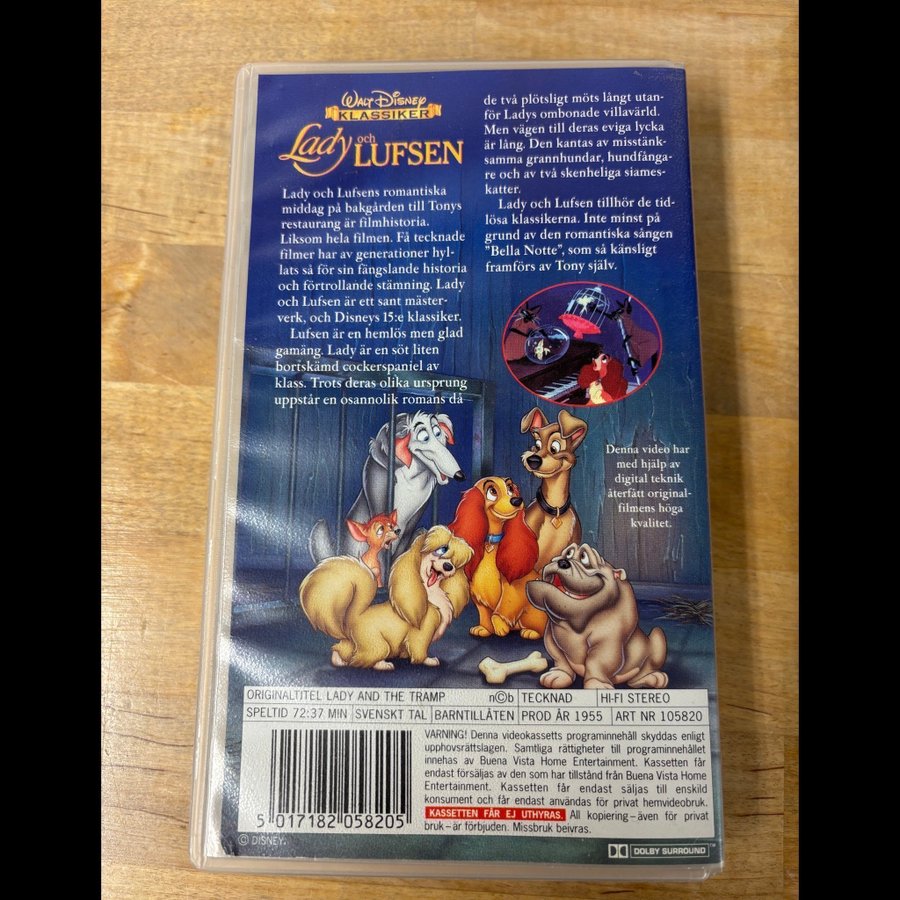 WALT DISNEY
KLASSIKER
Lady och LUFSEN
Lady och Lufsens romantiska
middag på bakgården till Tonys
restaurang är filmhistoria.
Liksom hela filmen. Få tecknade
filmer har av generationer hyl-
lats så för sin fängslande historia
och förtrollande stämning. Lady
och Lufsen är ett sant mäster-
verk, och Disneys 15:e klassiker.
Lufsen är en hemlös men glad
gamäng. Lady är en söt liten
bortskämd cockerspaniel av
klass. Trots deras olika ursprung
uppstår en osannolik romans då
de två plötsligt möts långt utan-
för Ladys ombonade villavärld.
Men vägen till deras eviga lycka
är lång. Den kantas av misstänk-
samma grannhundar, hundfånga-
re och av två skenheliga siames-
katter.
Lady och Lufsen tillhör de tid-
lösa klassikerna. Inte minst på
grund av den romantiska sången
"Bella Notte", som så känsligt
framförs av Tony själv.
Denna video har
med hjälp av
digital teknik
återfått original-
filmens höga
kvalitet.
ORIGINALTITEL LADY AND THE TRAMP n©b TECKNAD HI-FI STEREO
SPELTID 72:37 MIN SVENSKT TAL BARNTILLÅTEN PROD ÅR 1955 ART NR 105820
VARNING! Denna videokassetts programinnehåll skyddas enligt
upphovsrättslagen. Samtliga rättigheter till programinnehållet
innehas av Buena Vista Home Entertainment. Kassetten får
endast försäljas av den som har tillstånd från Buena Vista Home
Entertainment. Kassetten får endast säljas till enskild
konsument och får endast användas för privat hemvideobruk.
KASSETTEN FÅR EJ UTHYRAS. All kopiering – även för privat
bruk – är förbjuden. Missbruk beivras.
5 017182 058205
© DISNEY.
DOLBY SURROUND™